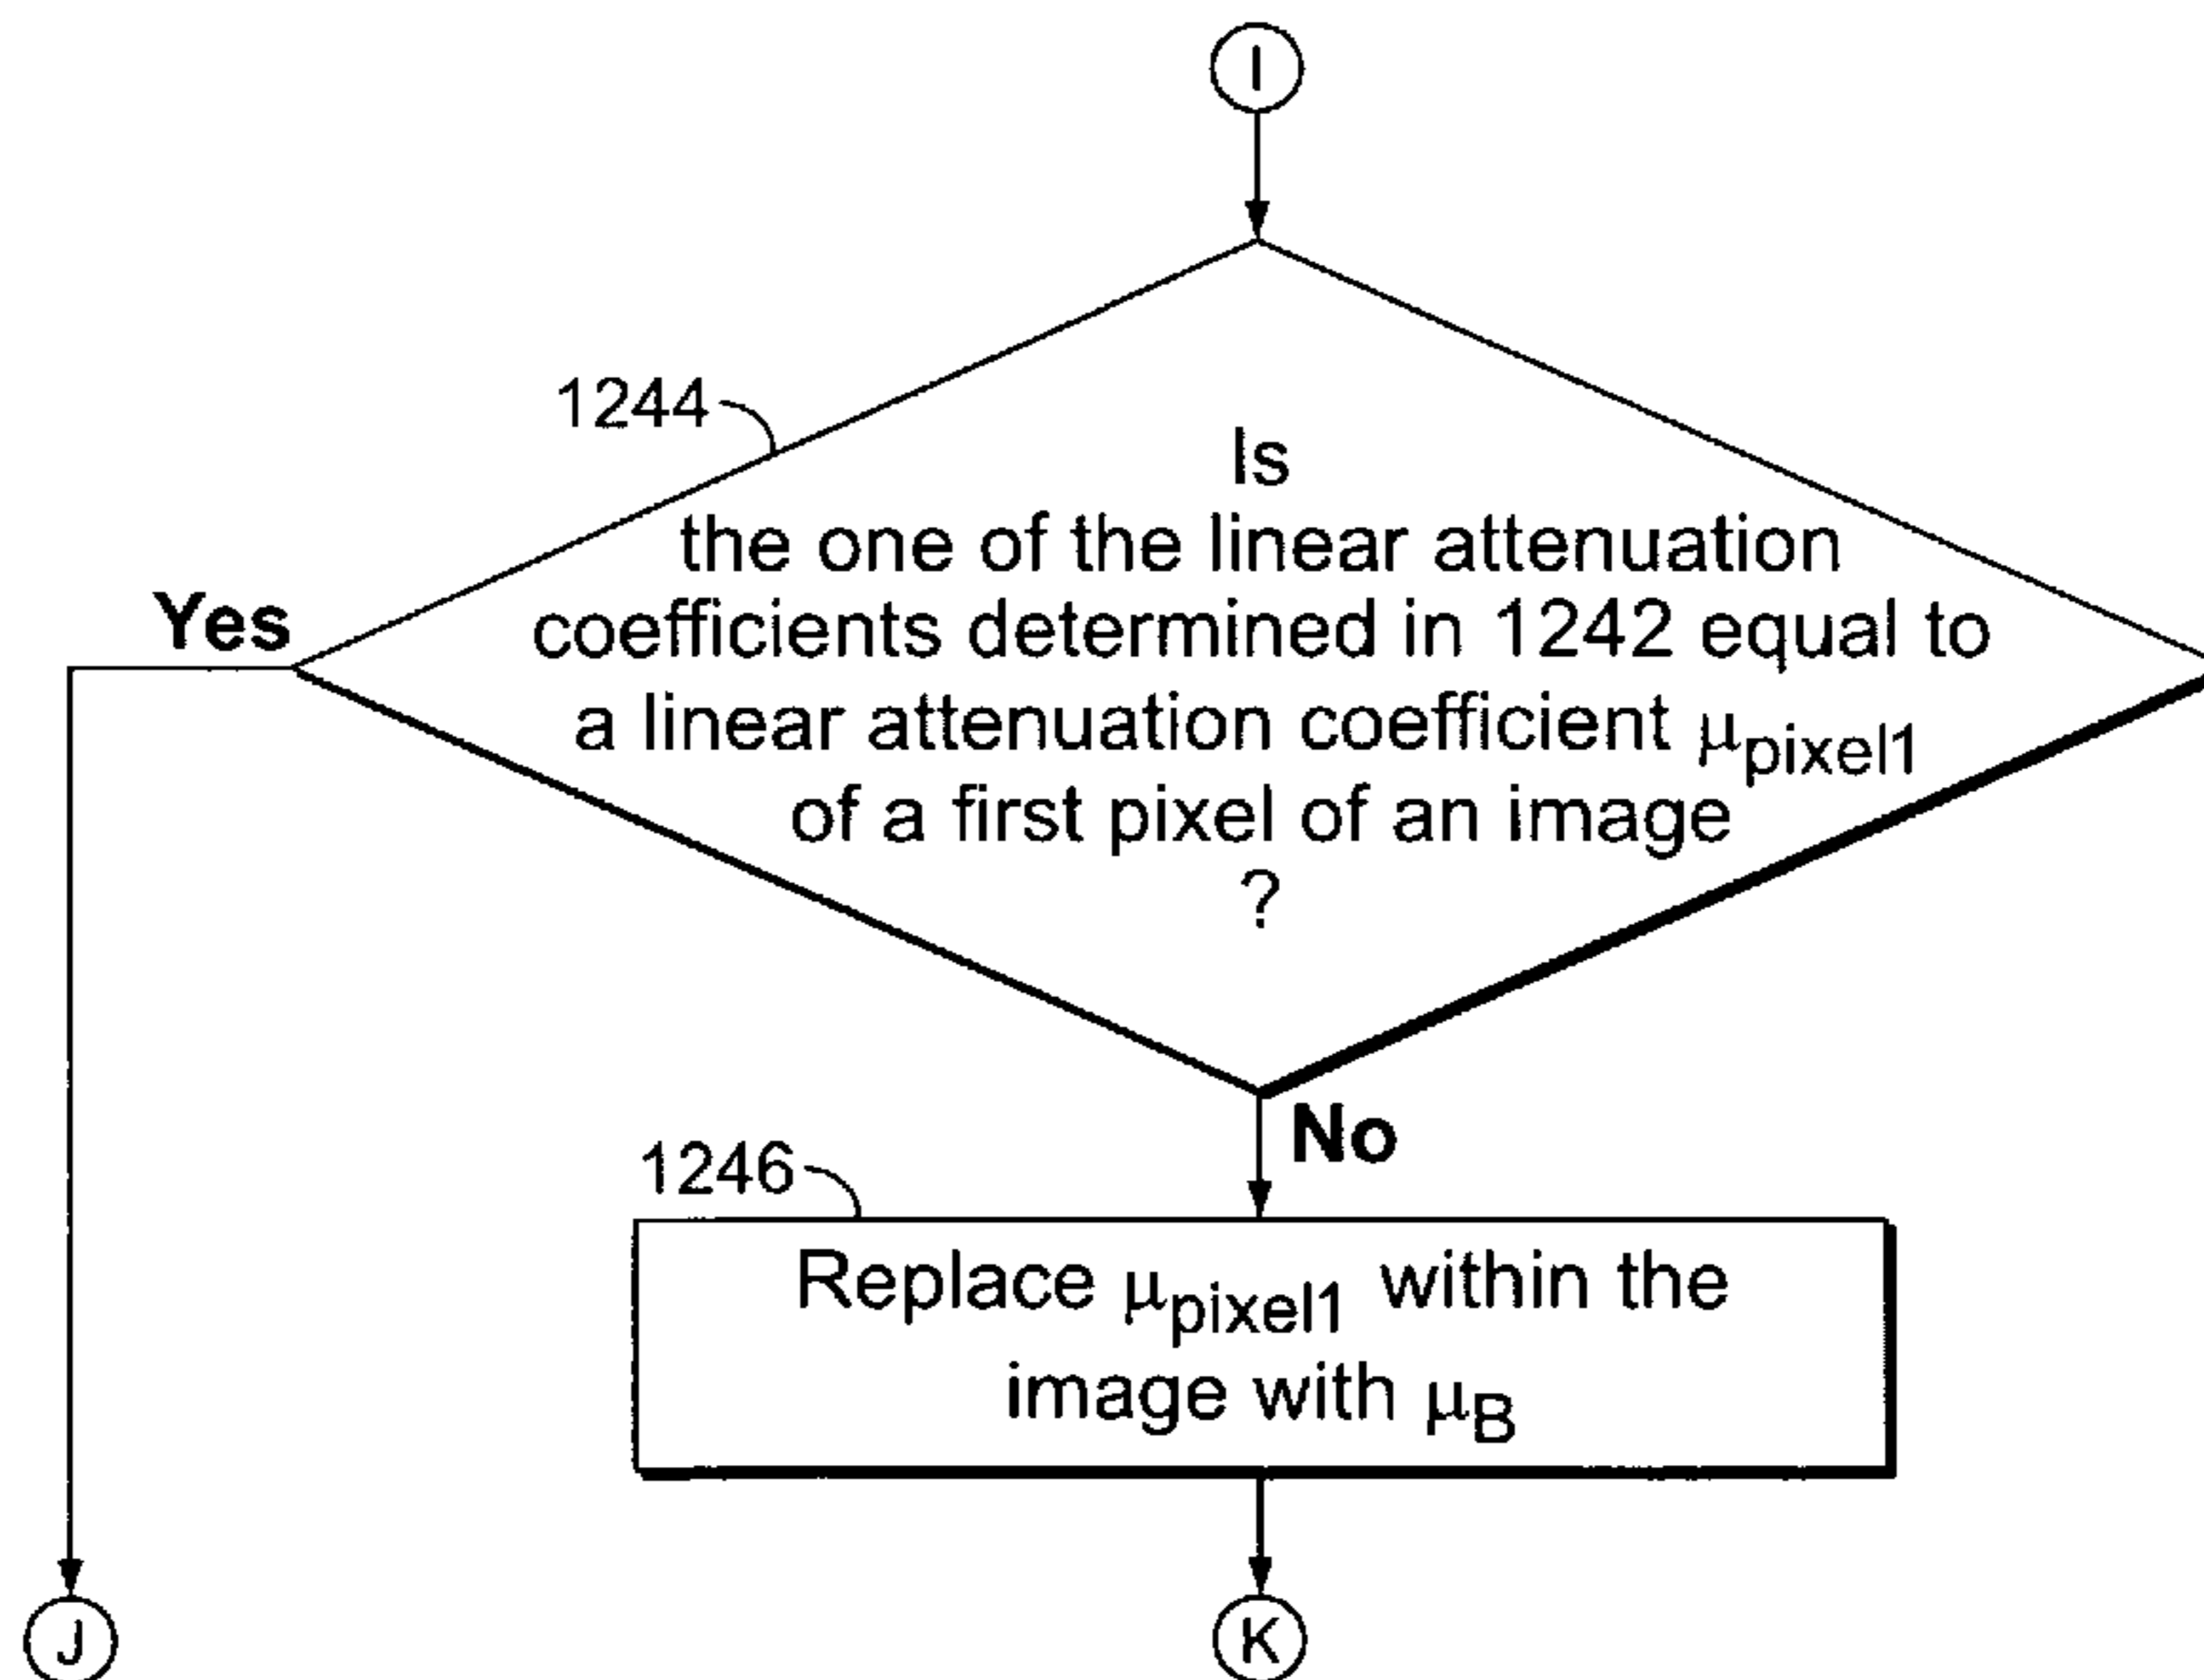 I
1244
Is
the one of the linear attenuation
coefficients determined in 1242 equal to
a linear attenuation coefficient μpixel1
of a first pixel of an image
?
Yes
No
1246
Replace μpixel1 within the
image with μB
J
K